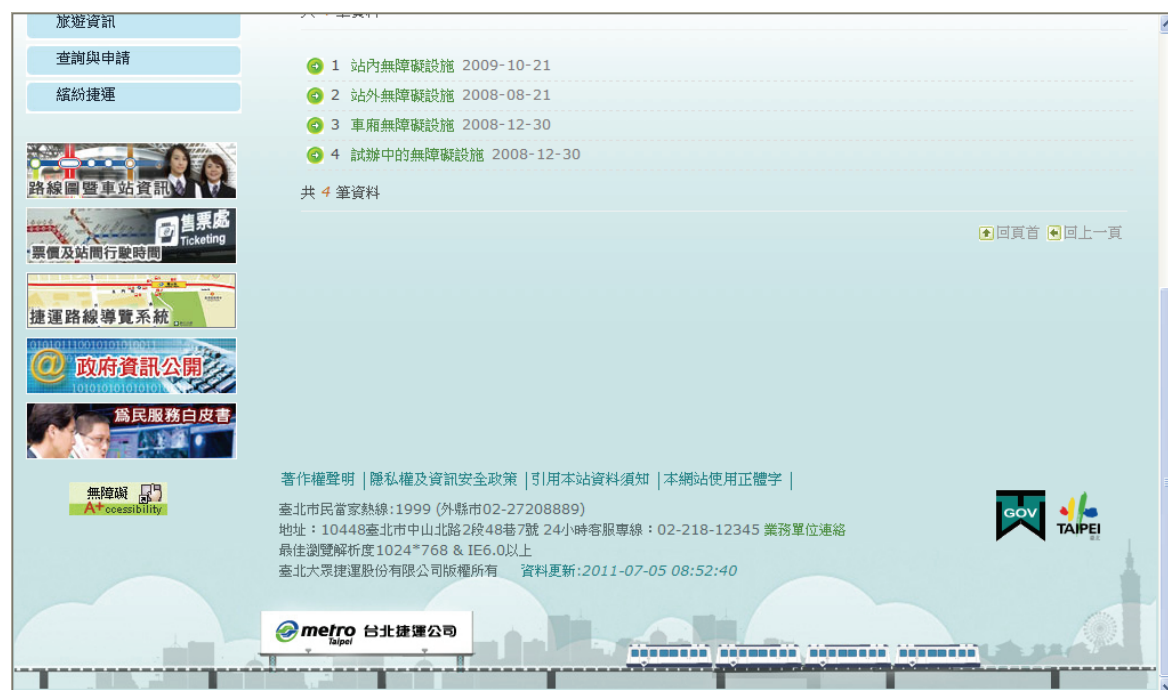 旅遊資訊
查詢與申請
繽紛捷運
路線圖暨車站資訊
售票處
Ticketing
票價及站間行駛時間
捷運路線導覽系統
政府資訊公開
為民服務白皮書
無障礙
A+ccessibility
1 站內無障礙設施 2009-10-21
2 站外無障礙設施 2008-08-21
3 車廂無障礙設施 2008-12-30
4 試辦中的無障礙設施 2008-12-30
共 4 筆資料
回頁首 回上一頁
著作權聲明 | 隱私權及資訊安全政策 | 引用本站資料須知 | 本網站使用正體字 |
臺北市民當家熱線:1999 (外縣市02-27208889)
地址：10448臺北市中山北路2段48巷7號 24小時客服專線：02-218-12345 業務單位連絡
最佳瀏覽解析度1024*768 & IE6.0以上
臺北大眾捷運股份有限公司版權所有 資料更新:2011-07-05 08:52:40
GOV
TAIPEI
metro 台北捷運公司
Taipei